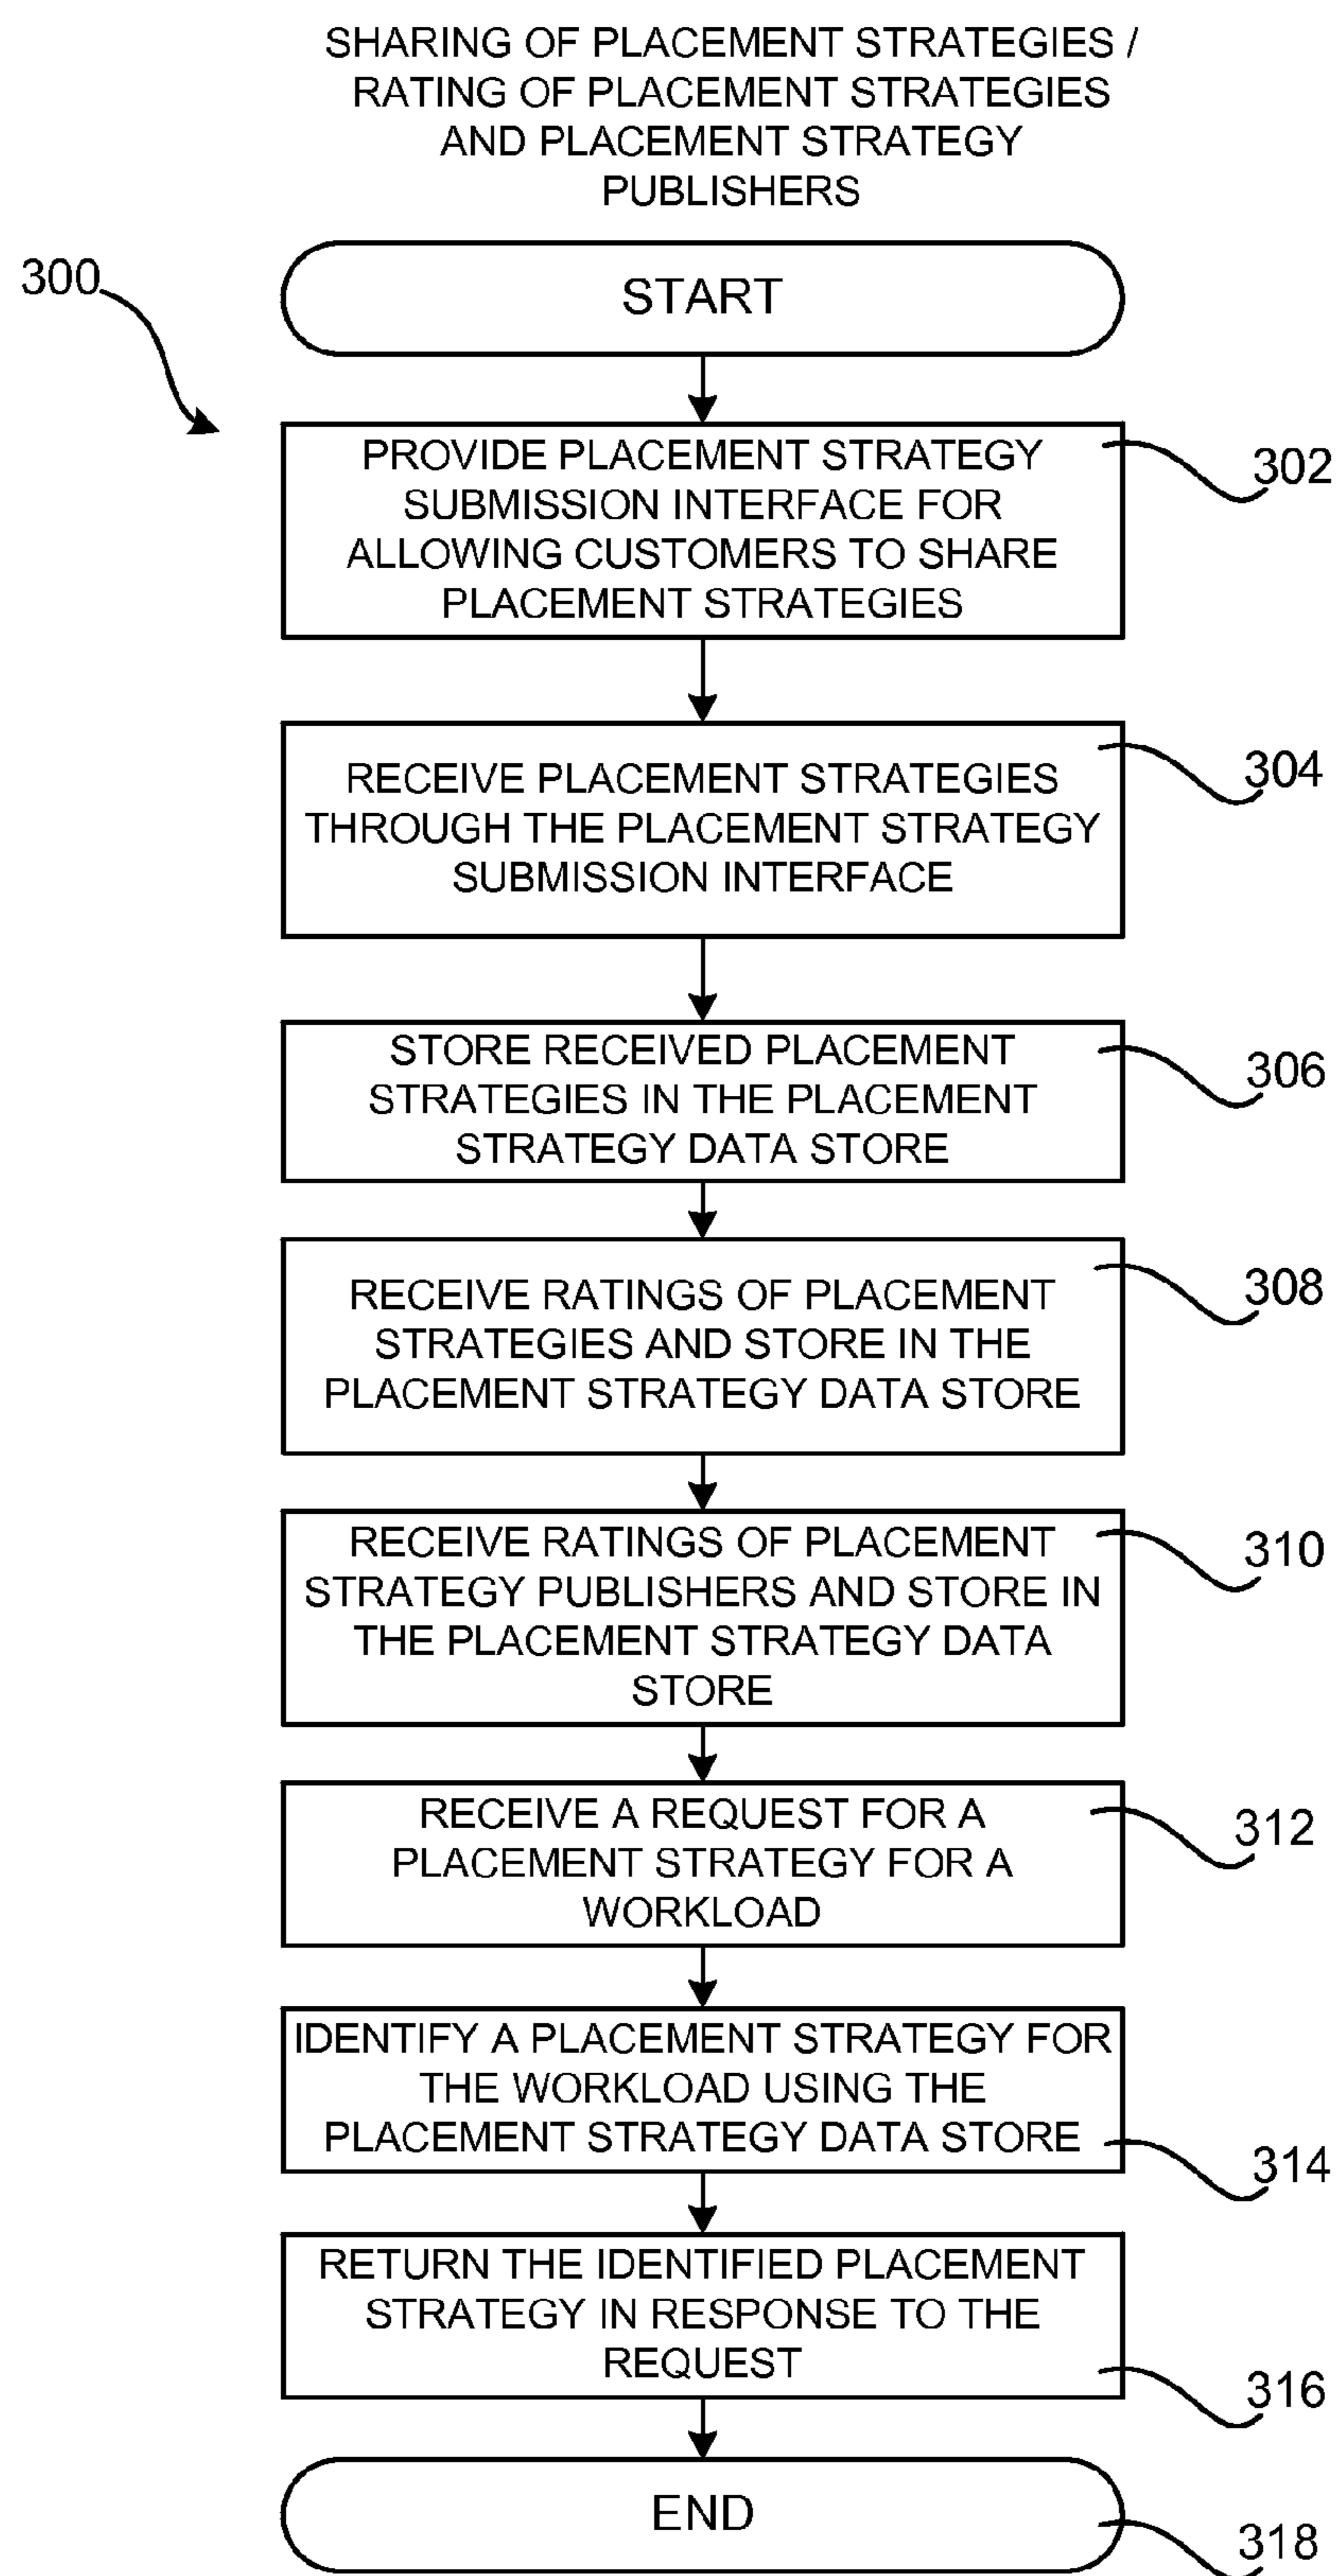 SHARING OF PLACEMENT STRATEGIES /
RATING OF PLACEMENT STRATEGIES
AND PLACEMENT STRATEGY
PUBLISHERS
300
START
PROVIDE PLACEMENT STRATEGY
SUBMISSION INTERFACE FOR
ALLOWING CUSTOMERS TO SHARE
PLACEMENT STRATEGIES
302
RECEIVE PLACEMENT STRATEGIES
THROUGH THE PLACEMENT STRATEGY
SUBMISSION INTERFACE
304
STORE RECEIVED PLACEMENT
STRATEGIES IN THE PLACEMENT
STRATEGY DATA STORE
306
RECEIVE RATINGS OF PLACEMENT
STRATEGIES AND STORE IN THE
PLACEMENT STRATEGY DATA STORE
308
RECEIVE RATINGS OF PLACEMENT
STRATEGY PUBLISHERS AND STORE IN
THE PLACEMENT STRATEGY DATA
STORE
310
RECEIVE A REQUEST FOR A
PLACEMENT STRATEGY FOR A
WORKLOAD
312
IDENTIFY A PLACEMENT STRATEGY FOR
THE WORKLOAD USING THE
PLACEMENT STRATEGY DATA STORE
314
RETURN THE IDENTIFIED PLACEMENT
STRATEGY IN RESPONSE TO THE
REQUEST
316
END
318